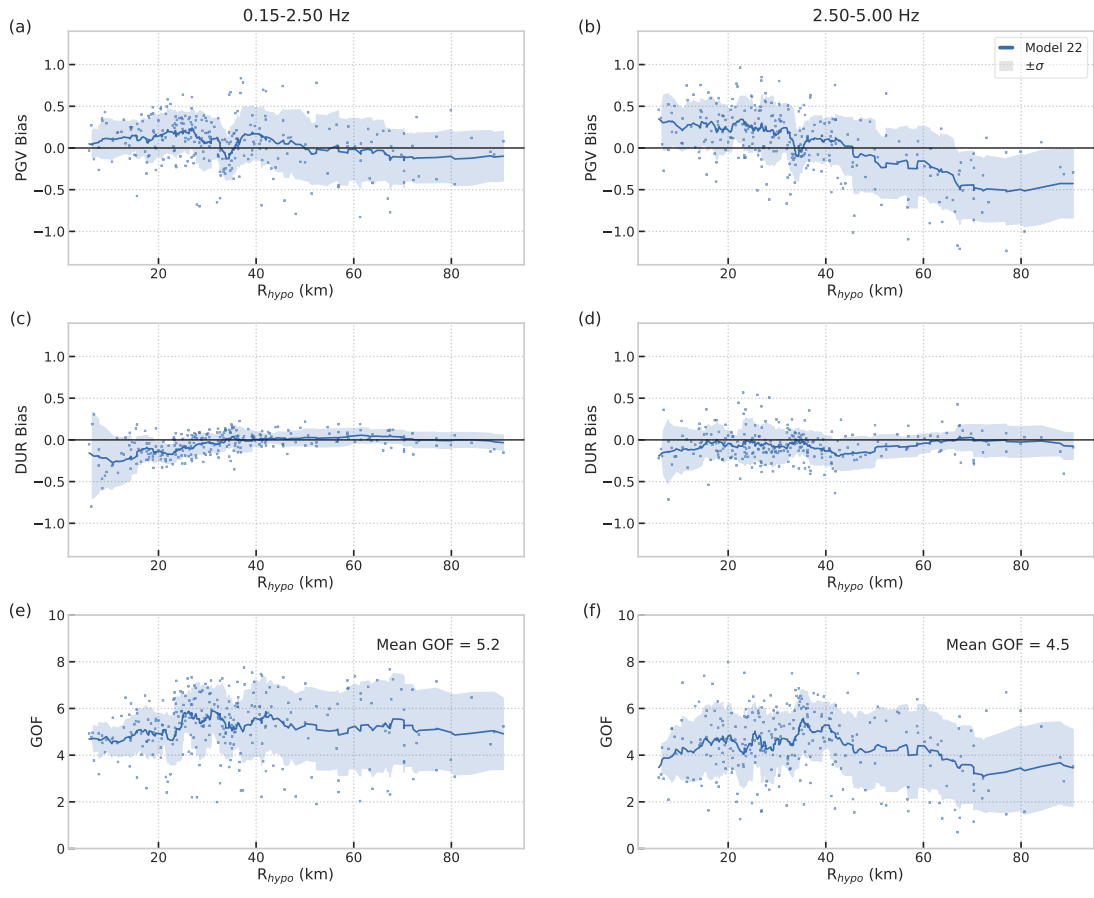 0.15-2.50 Hz
2.50-5.00 Hz
(a)
PGV Bias
1.0
0.5
0.0
−0.5
−1.0
20 40 60 80
R_hypo (km)
(b)
PGV Bias
1.0
0.5
0.0
−0.5
−1.0
Model 22
±σ
20 40 60 80
R_hypo (km)
(c)
DUR Bias
1.0
0.5
0.0
−0.5
−1.0
20 40 60 80
R_hypo (km)
(d)
DUR Bias
1.0
0.5
0.0
−0.5
−1.0
20 40 60 80
R_hypo (km)
(e)
GOF
10
8
6
4
2
0
Mean GOF = 5.2
20 40 60 80
R_hypo (km)
(f)
GOF
10
8
6
4
2
0
Mean GOF = 4.5
20 40 60 80
R_hypo (km)